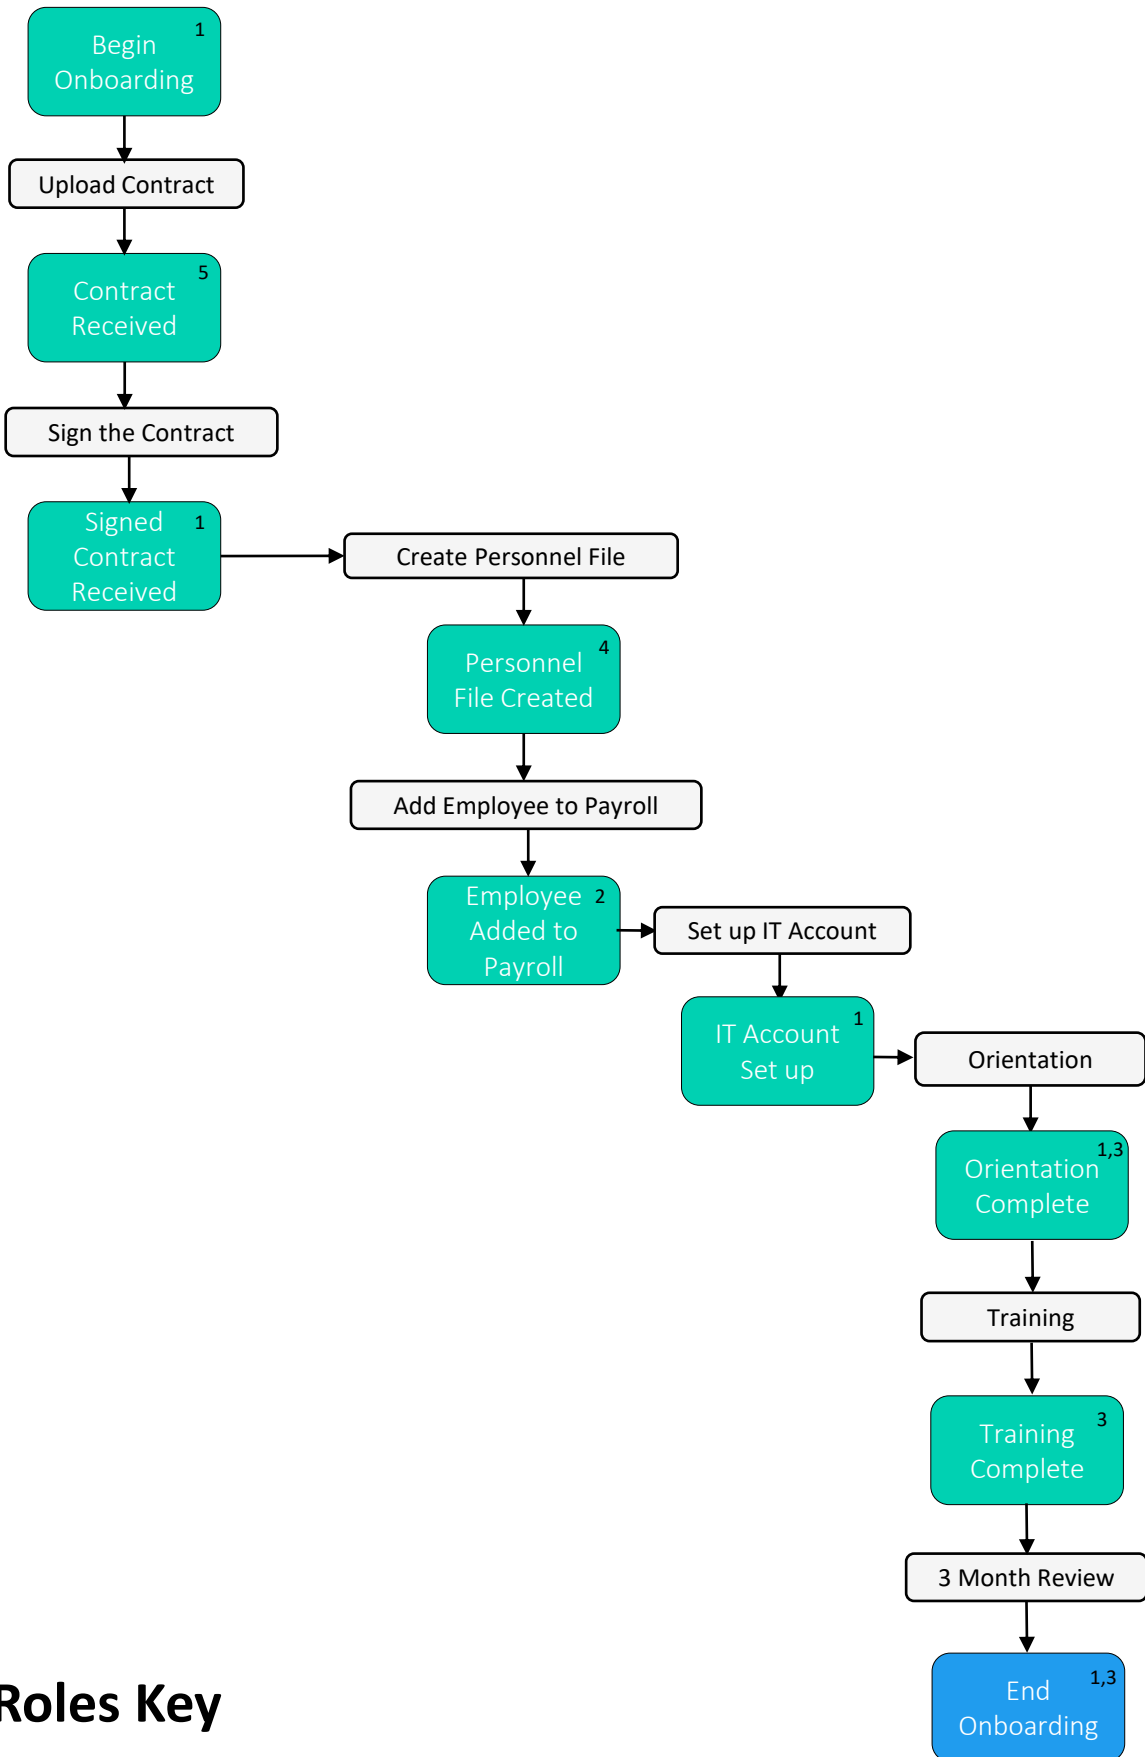 Begin
Onboarding
1
Upload Contract
Contract
Received
5
Sign the Contract
Signed
Contract
Received
1
Create Personnel File
Personnel
File Created
4
Add Employee to Payroll
Employee
Added to
Payroll
2
Set up IT Account
IT Account
Set up
1
Orientation
Orientation
Complete
1,3
Training
Training
Complete
3
3 Month Review
End
Onboarding
1,3
Roles Key